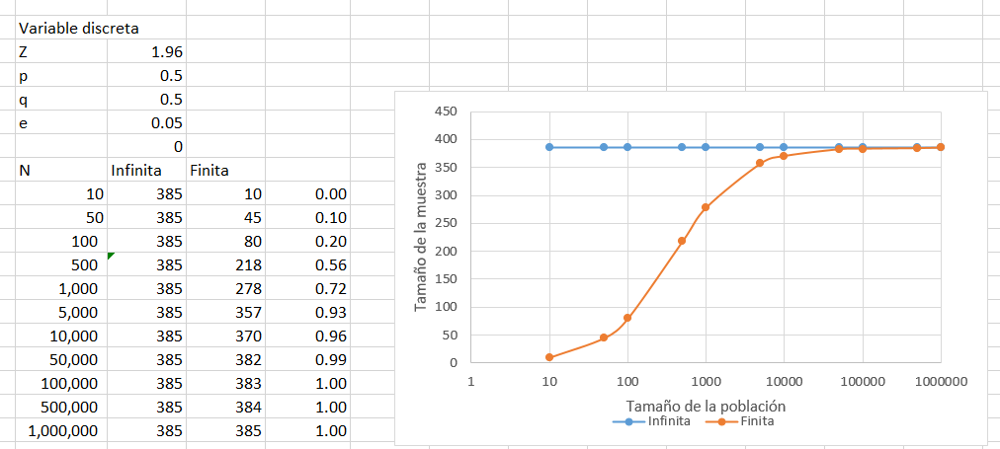 Variable discreta
Z 1.96
p 0.5
q 0.5
e 0.05
0
N Infinita Finita
10 385 10 0.00
50 385 45 0.10
100 385 80 0.20
500 385 218 0.56
1,000 385 278 0.72
5,000 385 357 0.93
10,000 385 370 0.96
50,000 385 382 0.99
100,000 385 383 1.00
500,000 385 384 1.00
1,000,000 385 385 1.00
Tamaño de la muestra
450
400
350
300
250
200
150
100
50
0
1 10 100 1000 10000 100000 1000000
Tamaño de la población
Infinita Finita